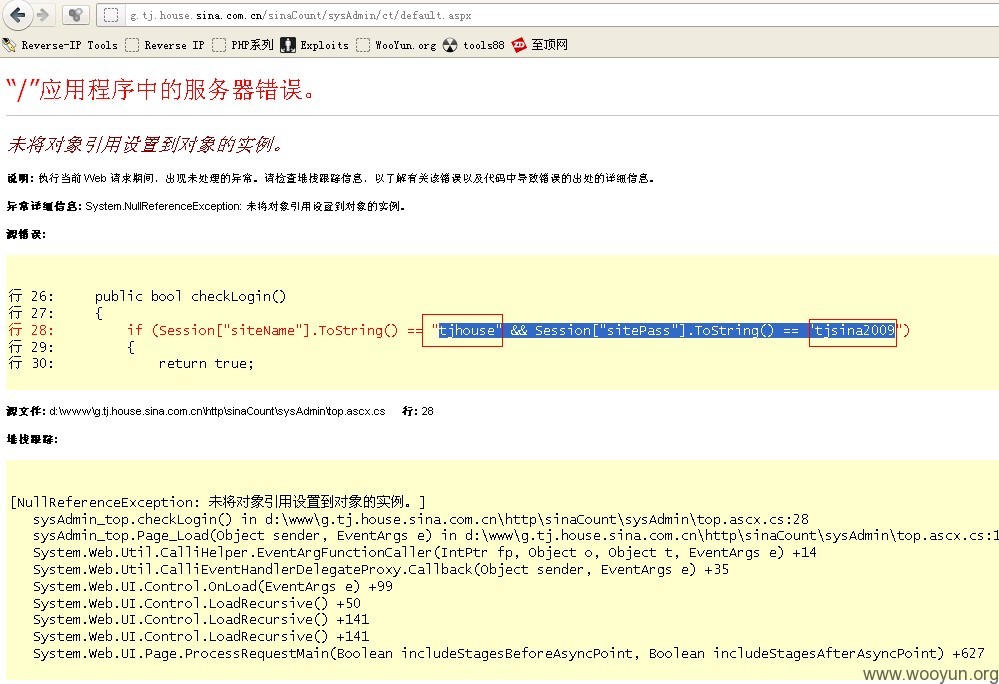 g.tj.house.sina.com.cn/sinaCount/sysAdmin/ct/default.aspx
Reverse-IP Tools Reverse IP PHP系列 Exploits WooYun.org tools88 至顶网
“/”应用程序中的服务器错误。
未将对象引用设置到对象的实例。
说明: 执行当前 Web 请求期间，出现未处理的异常。请检查堆栈跟踪信息，以了解有关该错误以及代码中导致错误的出处的详细信息。
异常详细信息: System.NullReferenceException: 未将对象引用设置到对象的实例。
源错误:
行 26:     public bool checkLogin()
行 27:     {
行 28:         if (Session["siteName"].ToString() == "tjhouse" && Session["sitePass"].ToString() == "tjsina2009")
行 29:         {
行 30:             return true;
源文件: d:\www\g.tj.house.sina.com.cn\http\sinaCount\sysAdmin\top.ascx.cs    行: 28
堆栈跟踪:
[NullReferenceException: 未将对象引用设置到对象的实例。]
sysAdmin_top.checkLogin() in d:\www\g.tj.house.sina.com.cn\http\sinaCount\sysAdmin\top.ascx.cs:28
sysAdmin_top.Page_Load(Object sender, EventArgs e) in d:\www\g.tj.house.sina.com.cn\http\sinaCount\sysAdmin\top.ascx.cs:1
System.Web.Util.CalliHelper.EventArgFunctionCaller(IntPtr fp, Object o, Object t, EventArgs e) +14
System.Web.Util.CalliEventHandlerDelegateProxy.Callback(Object sender, EventArgs e) +35
System.Web.UI.Control.OnLoad(EventArgs e) +99
System.Web.UI.Control.LoadRecursive() +50
System.Web.UI.Control.LoadRecursive() +141
System.Web.UI.Control.LoadRecursive() +141
System.Web.UI.Page.ProcessRequestMain(Boolean includeStagesBeforeAsyncPoint, Boolean includeStagesAfterAsyncPoint) +627
www.wooyun.org